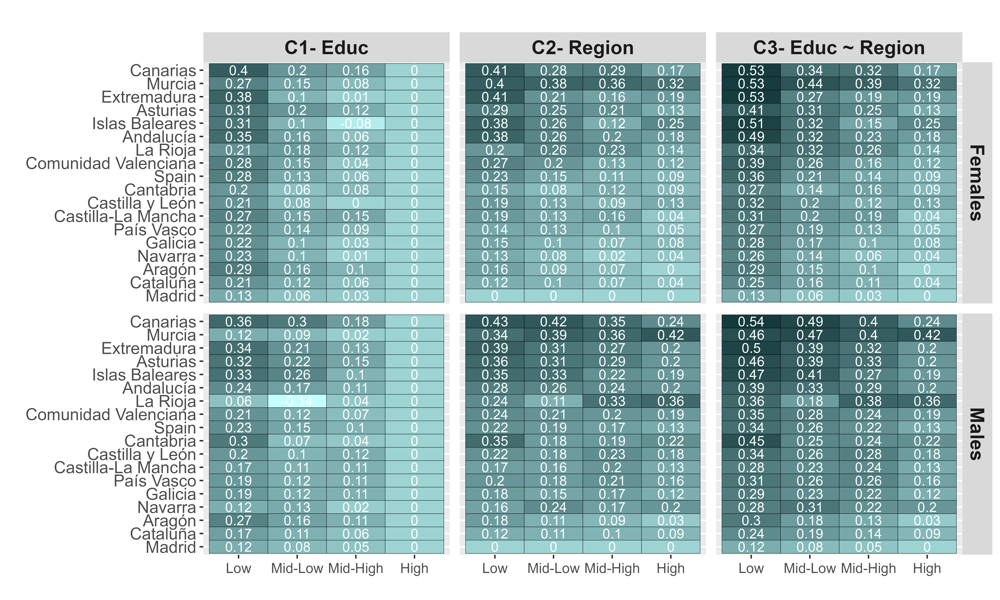 C1- Educ C2- Region C3- Educ ~ Region
Canarias 0.4 0.2 0.16 0 0.41 0.28 0.29 0.17 0.53 0.34 0.32 0.17
Murcia 0.27 0.15 0.08 0 0.4 0.38 0.36 0.32 0.53 0.44 0.39 0.32
Extremadura 0.38 0.1 0.01 0 0.41 0.21 0.16 0.19 0.53 0.27 0.19 0.19
Asturias 0.31 0.2 0.12 0 0.29 0.25 0.21 0.13 0.41 0.31 0.25 0.13
Islas Baleares 0.31 0.1 -0.08 0 0.38 0.26 0.12 0.25 0.51 0.32 0.15 0.25
Andalucía 0.35 0.16 0.06 0 0.38 0.26 0.2 0.18 0.49 0.32 0.23 0.18
La Rioja 0.21 0.18 0.12 0 0.2 0.26 0.23 0.14 0.34 0.32 0.26 0.14
Comunidad Valenciana 0.28 0.15 0.04 0 0.27 0.2 0.13 0.12 0.39 0.26 0.16 0.12
Spain 0.28 0.13 0.06 0 0.23 0.15 0.11 0.09 0.36 0.21 0.14 0.09
Cantabria 0.2 0.06 0.08 0 0.15 0.08 0.12 0.09 0.27 0.14 0.16 0.09
Castilla y León 0.21 0.08 0 0 0.19 0.13 0.09 0.13 0.32 0.2 0.12 0.13
Castilla-La Mancha 0.27 0.15 0.15 0 0.19 0.13 0.16 0.04 0.31 0.2 0.19 0.04
País Vasco 0.22 0.14 0.09 0 0.14 0.13 0.1 0.05 0.27 0.19 0.13 0.05
Galicia 0.22 0.1 0.03 0 0.15 0.1 0.07 0.08 0.28 0.17 0.1 0.08
Navarra 0.23 0.1 0.01 0 0.13 0.08 0.02 0.04 0.26 0.14 0.06 0.04
Aragón 0.29 0.16 0.1 0 0.16 0.09 0.07 0 0.29 0.15 0.1 0
Cataluña 0.21 0.12 0.06 0 0.12 0.1 0.07 0.04 0.25 0.16 0.11 0.04
Madrid 0.13 0.06 0.03 0 0 0 0 0 0.13 0.06 0.03 0
Females
Canarias 0.36 0.3 0.18 0 0.43 0.42 0.35 0.24 0.54 0.49 0.4 0.24
Murcia 0.12 0.09 0.02 0 0.34 0.39 0.36 0.42 0.46 0.47 0.4 0.42
Extremadura 0.34 0.21 0.13 0 0.39 0.31 0.27 0.2 0.5 0.39 0.32 0.2
Asturias 0.32 0.22 0.15 0 0.36 0.31 0.29 0.2 0.46 0.39 0.33 0.2
Islas Baleares 0.33 0.26 0.1 0 0.35 0.33 0.22 0.19 0.47 0.41 0.27 0.19
Andalucía 0.24 0.17 0.11 0 0.28 0.26 0.24 0.2 0.39 0.33 0.29 0.2
La Rioja 0.06 -0.14 0.04 0 0.24 0.11 0.33 0.36 0.36 0.18 0.38 0.36
Comunidad Valenciana 0.21 0.12 0.07 0 0.24 0.21 0.2 0.19 0.35 0.28 0.24 0.19
Spain 0.23 0.15 0.1 0 0.22 0.19 0.17 0.13 0.34 0.26 0.22 0.13
Cantabria 0.3 0.07 0.04 0 0.35 0.18 0.19 0.22 0.45 0.25 0.24 0.22
Castilla y León 0.2 0.1 0.12 0 0.22 0.18 0.23 0.18 0.34 0.26 0.28 0.18
Castilla-La Mancha 0.17 0.11 0.11 0 0.17 0.16 0.2 0.13 0.28 0.23 0.24 0.13
País Vasco 0.19 0.12 0.11 0 0.2 0.18 0.21 0.16 0.31 0.26 0.26 0.16
Galicia 0.19 0.12 0.11 0 0.18 0.15 0.17 0.12 0.29 0.23 0.22 0.12
Navarra 0.12 0.13 0.02 0 0.16 0.24 0.17 0.2 0.28 0.31 0.22 0.2
Aragón 0.27 0.16 0.11 0 0.18 0.11 0.09 0.03 0.3 0.18 0.13 0.03
Cataluña 0.17 0.11 0.06 0 0.12 0.11 0.1 0.09 0.24 0.19 0.14 0.09
Madrid 0.12 0.08 0.05 0 0 0 0 0 0.12 0.08 0.05 0
Males
Low Mid-Low Mid-High High Low Mid-Low Mid-High High Low Mid-Low Mid-High High